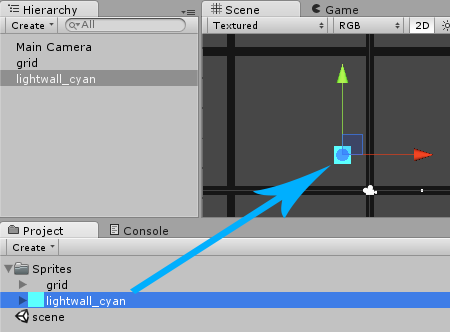 Hierarchy
Create All
Main Camera
grid
lightwall_cyan
Scene Game
Textured RGB 2D
Project Console
Create
Sprites
grid
lightwall_cyan
scene